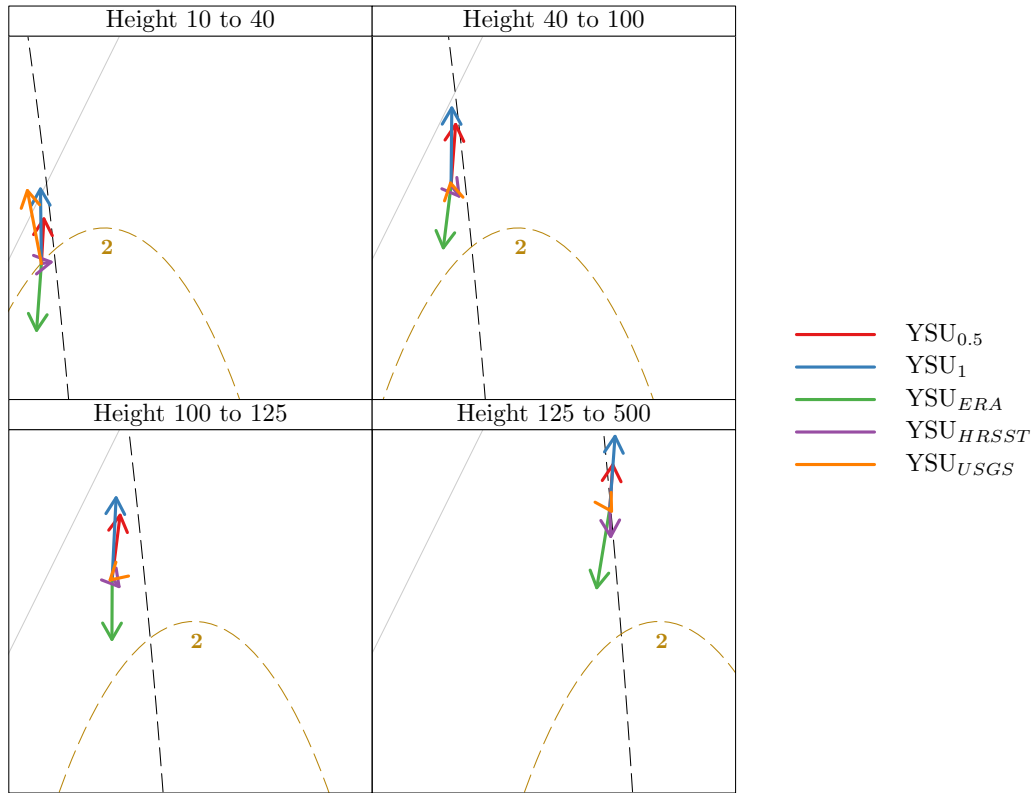 Height 10 to 40
Height 40 to 100
2
2
Height 100 to 125
Height 125 to 500
2
2
YSU0.5
YSU1
YSUERA
YSUHRSST
YSUUSGS